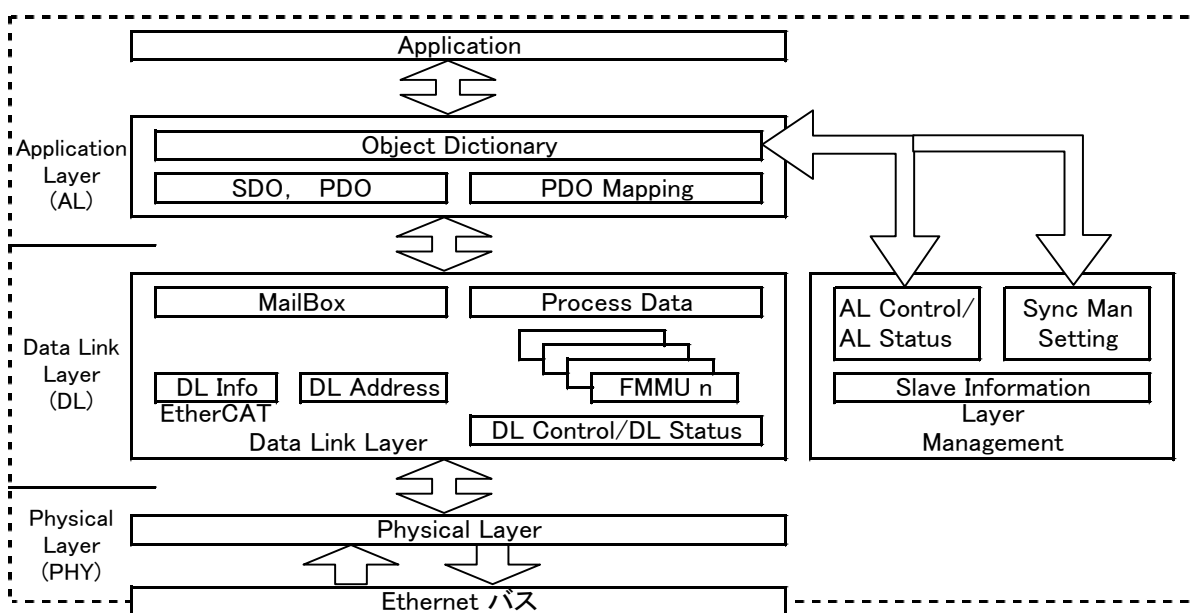 Application
Application
Layer
(AL)
Object Dictionary
SDO, PDO
PDO Mapping
Data Link
Layer
(DL)
MailBox
Process Data
DL Info
DL Address
FMMU n
EtherCAT
Data Link Layer
DL Control/DL Status
AL Control/
AL Status
Sync Man
Setting
Slave Information
Layer
Management
Physical
Layer
(PHY)
Physical Layer
Ethernet バス